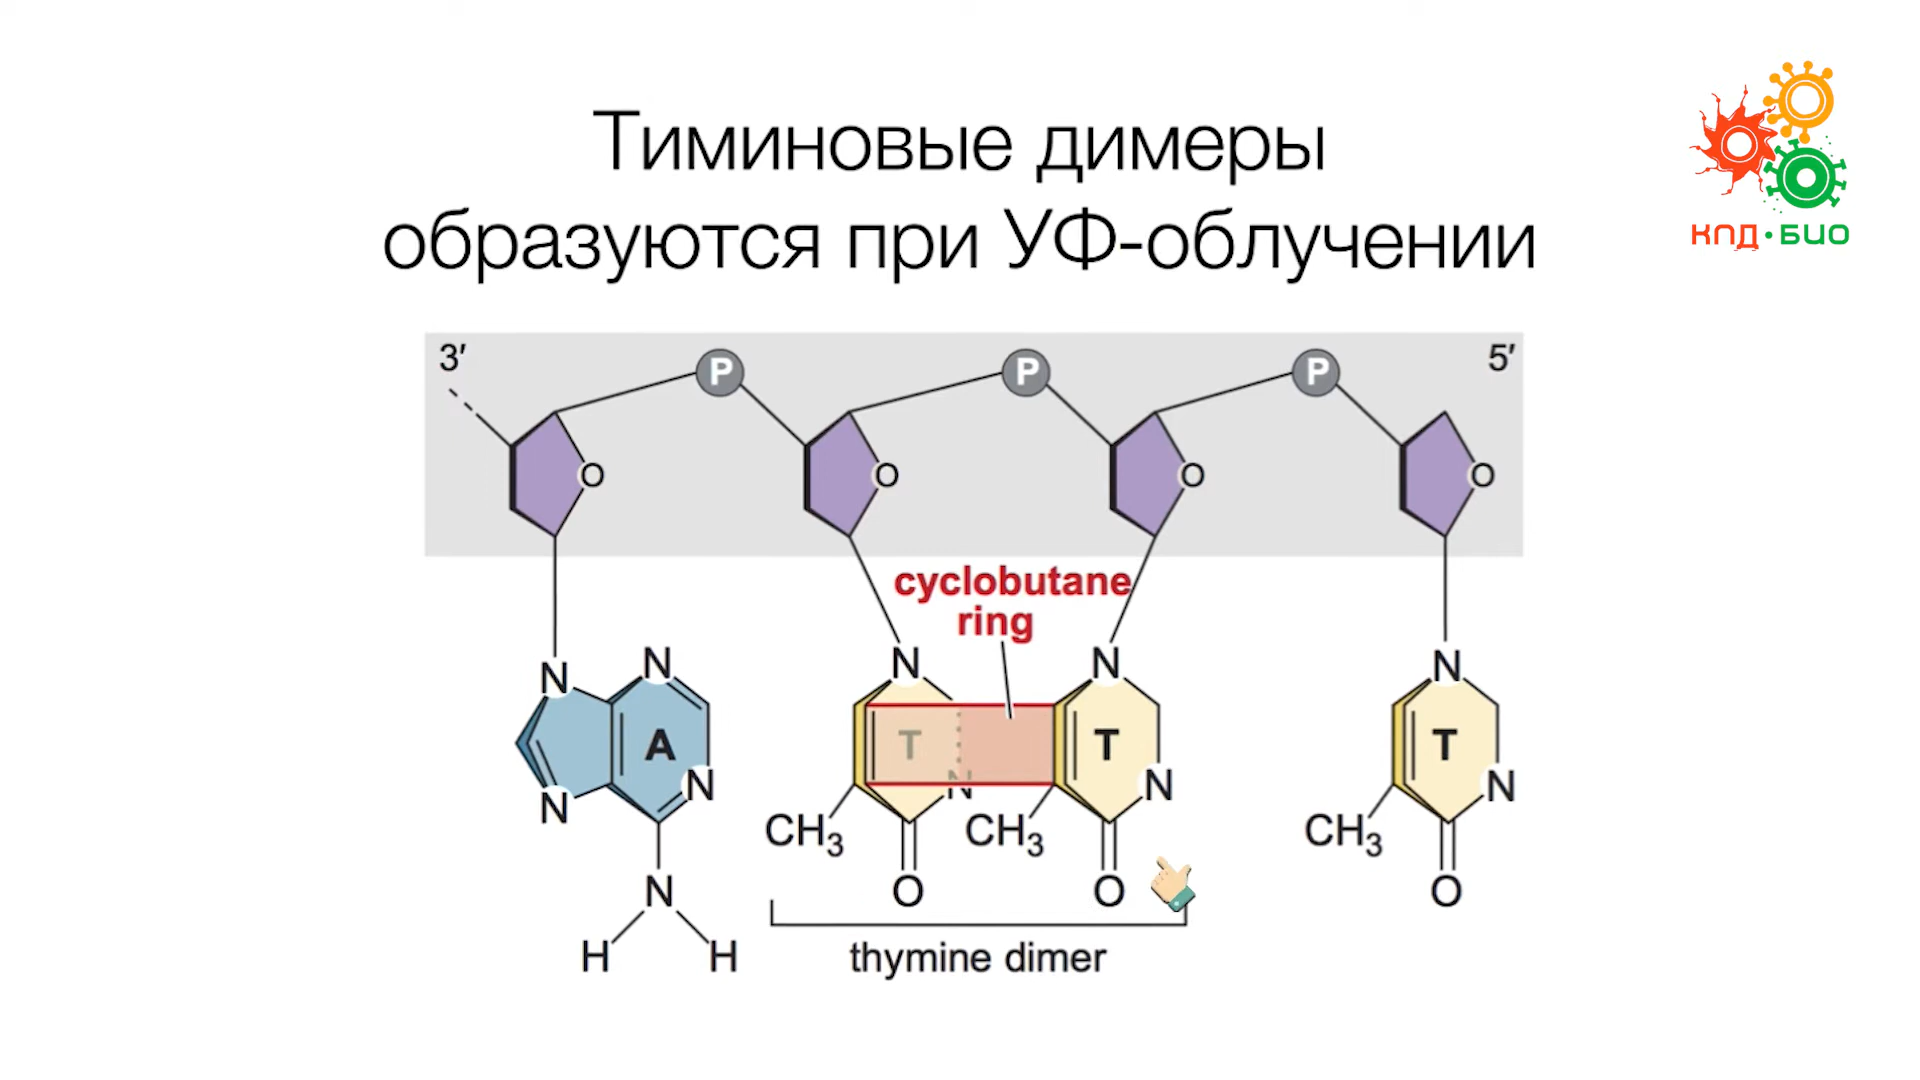 Тиминовые димеры
образуются при УФ-облучении
КПД·БИО
3′ P P P 5′
O O O O
cyclobutane
ring
N N N N N
A T T T
N N N N N
CH3 CH3 CH3
N O O O
H H
thymine dimer